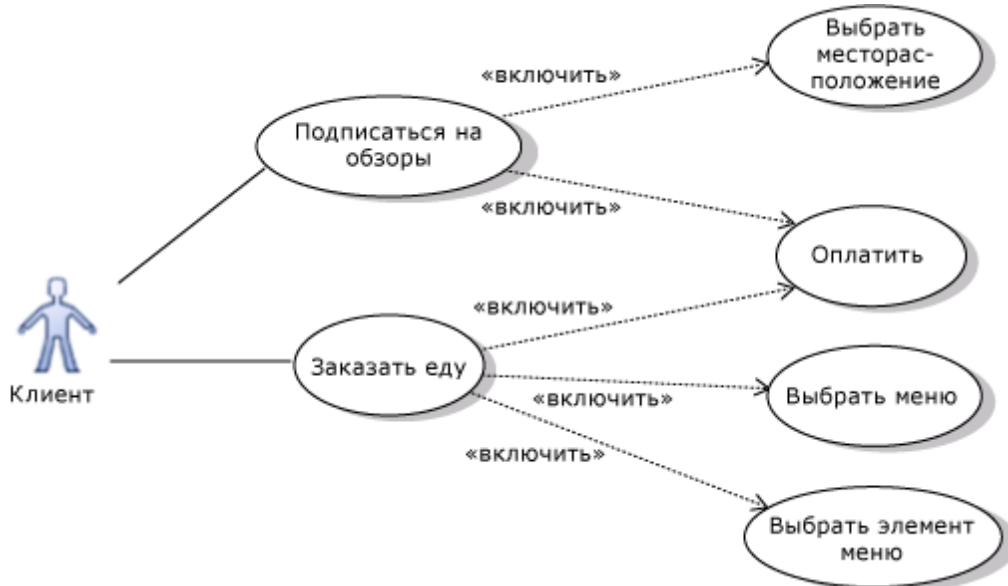 Выбрать
месторас-
положение
«включить»
Подписаться на
обзоры
«включить»
Оплатить
«включить»
Заказать еду
Клиент
«включить»
Выбрать меню
«включить»
Выбрать элемент
меню